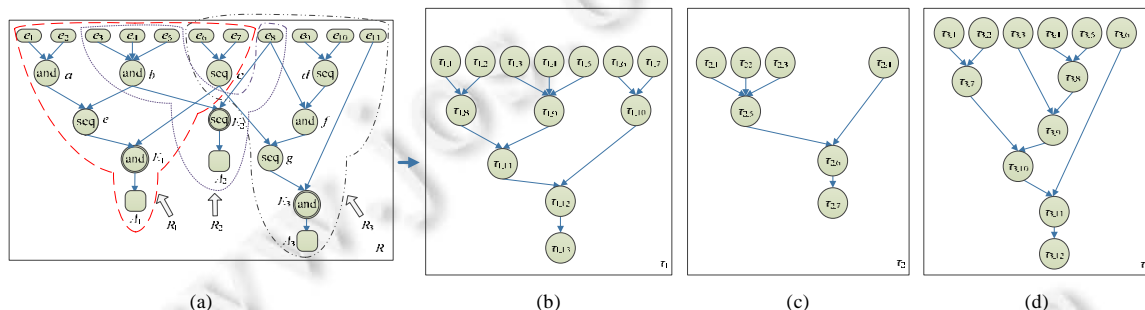 e1 e2 e3 e4 e5 e6 e7 e8 e9 e10 e11
and a and b seq c d seq
seq e seq E2 and f
and E1 A2 seq g
A1 R1 R2 E3 and R3
A3 R
(a)
τ1,1 τ1,2 τ1,3 τ1,4 τ1,5 τ1,6 τ1,7
τ1,8 τ1,9 τ1,10
τ1,11
τ1,12
τ1,13
τ1
(b)
τ2,1 τ2,2 τ2,3 τ2,4
τ2,5
τ2,6
τ2,7
τ2
(c)
τ3,1 τ3,2 τ3,3 τ3,4 τ3,5 τ3,6
τ3,7 τ3,8
τ3,9
τ3,10
τ3,11
τ3,12
τ
(d)